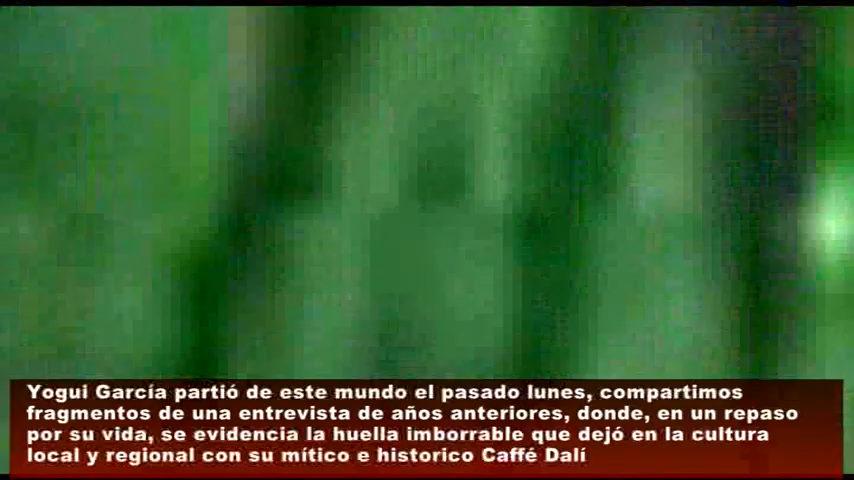 Yogui García partió de este mundo el pasado lunes, compartimos
fragmentos de una entrevista de años anteriores, donde, en un repaso
por su vida, se evidencia la huella imborrable que dejó en la cultura
local y regional con su mítico e historico Caffé Dalí